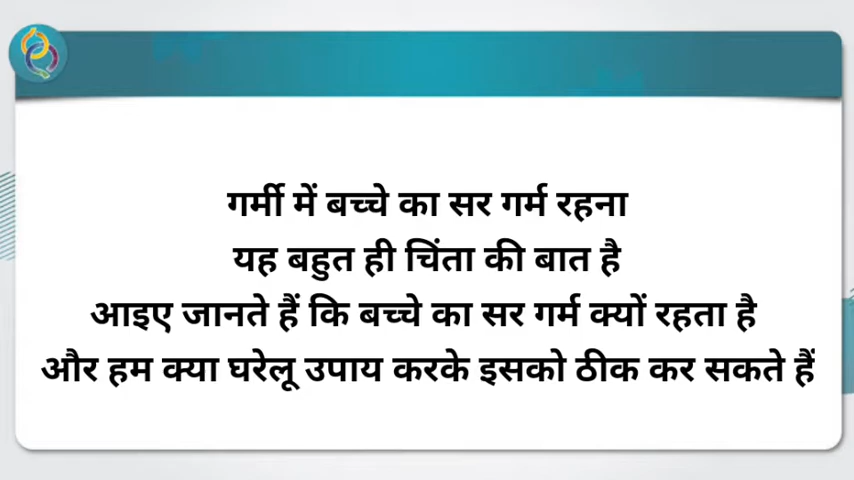 गर्मी में बच्चे का सर गर्म रहना
यह बहुत ही चिंता की बात है
आइए जानते हैं कि बच्चे का सर गर्म क्यों रहता है
और हम क्या घरेलू उपाय करके इसको ठीक कर सकते हैं